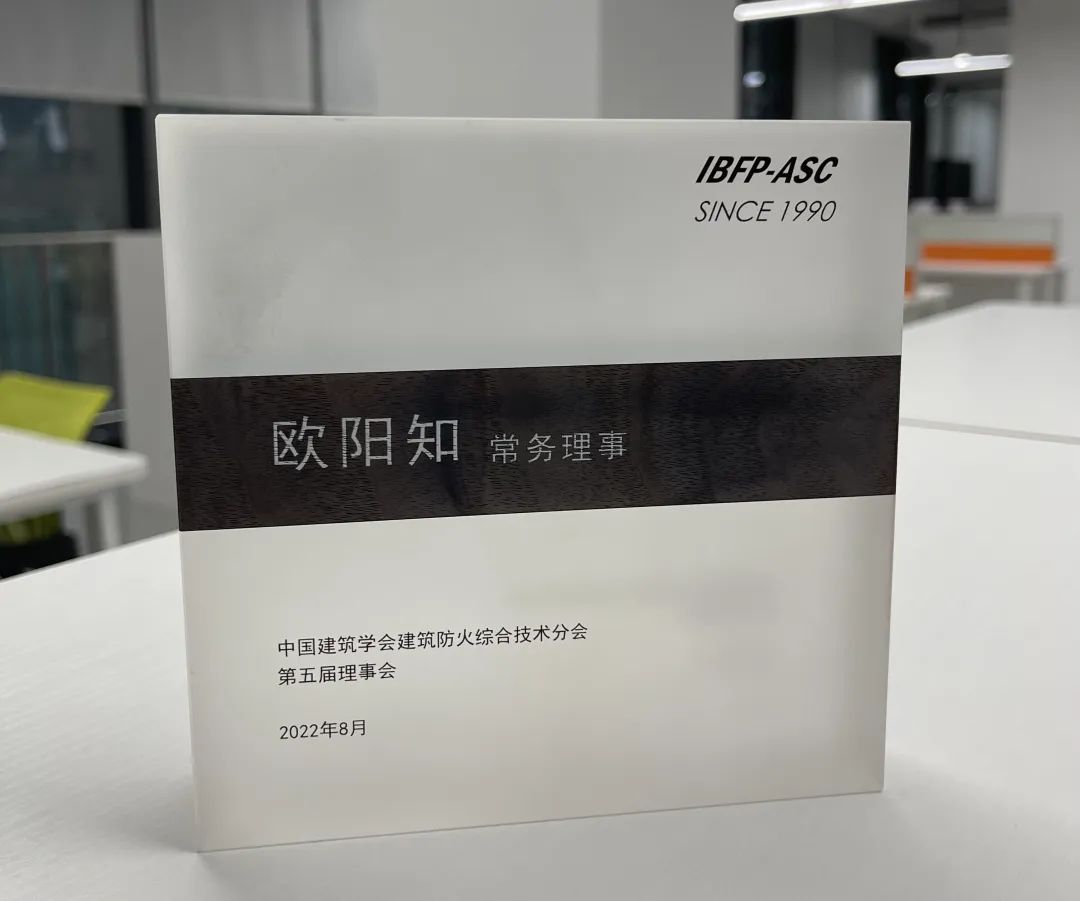 IBFP-ASC
SINCE 1990
欧阳知 常务理事
中国建筑学会建筑防火综合技术分会
第五届理事会
2022年8月